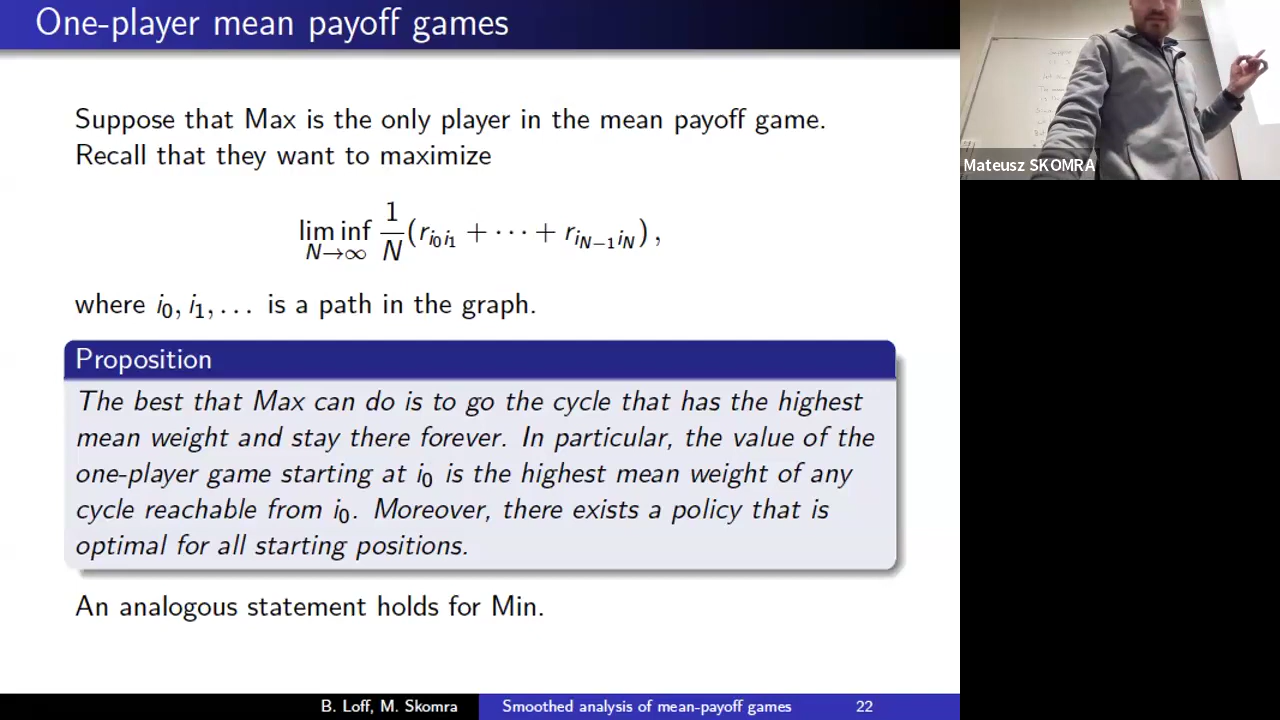 One-player mean payoff games
Suppose that Max is the only player in the mean payoff game.
Recall that they want to maximize
lim inf_{N→∞} 1/N (r_{i_0 i_1} + ··· + r_{i_{N−1} i_N}),
where i_0, i_1, ... is a path in the graph.
Proposition
The best that Max can do is to go the cycle that has the highest
mean weight and stay there forever. In particular, the value of the
one-player game starting at i_0 is the highest mean weight of any
cycle reachable from i_0. Moreover, there exists a policy that is
optimal for all starting positions.
An analogous statement holds for Min.
B. Loff, M. Skomra
Smoothed analysis of mean-payoff games
22
Mateusz SKOMRA